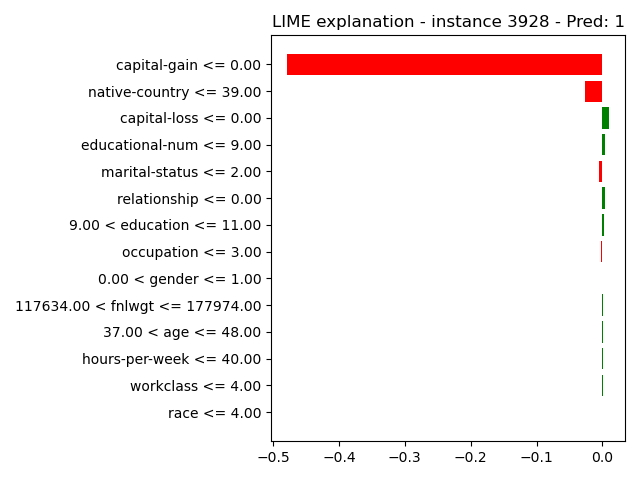 LIME explanation - instance 3928 - Pred: 1
capital-gain <= 0.00
native-country <= 39.00
capital-loss <= 0.00
educational-num <= 9.00
marital-status <= 2.00
relationship <= 0.00
9.00 < education <= 11.00
occupation <= 3.00
0.00 < gender <= 1.00
117634.00 < fnlwgt <= 177974.00
37.00 < age <= 48.00
hours-per-week <= 40.00
workclass <= 4.00
race <= 4.00
−0.5 −0.4 −0.3 −0.2 −0.1 0.0